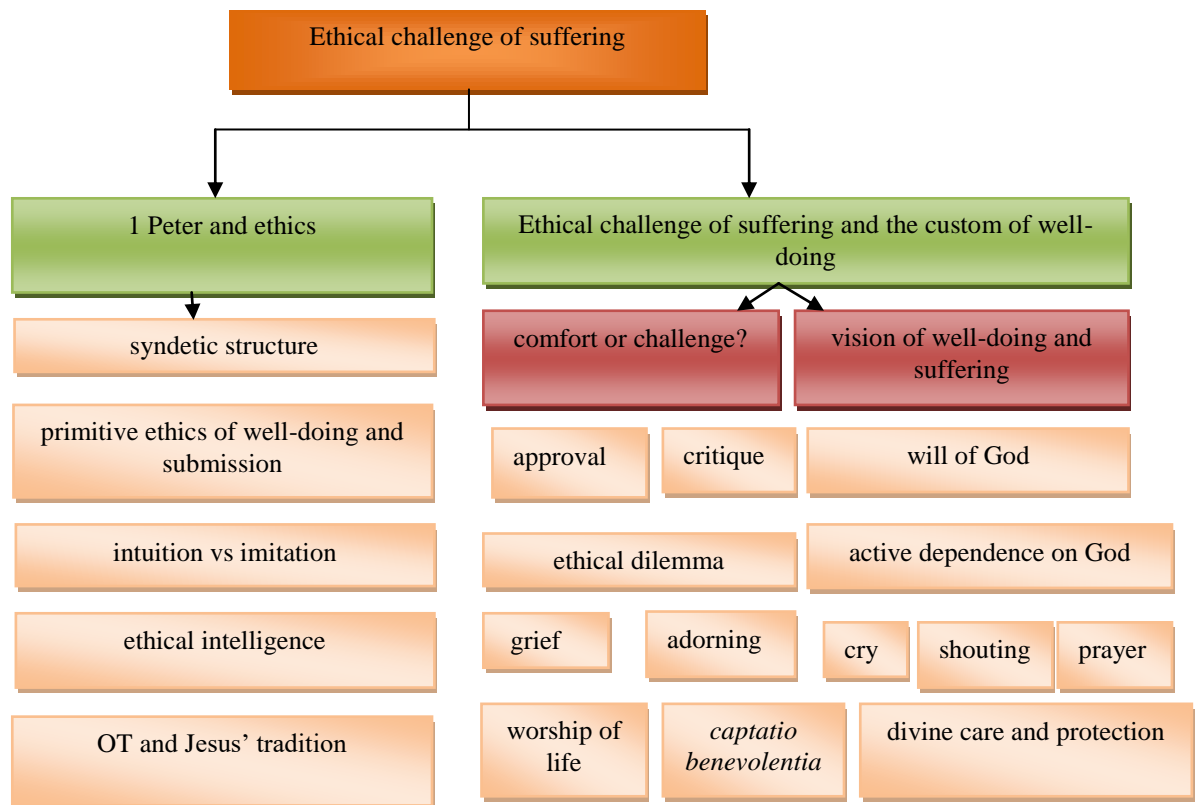 Ethical challenge of suffering
1 Peter and ethics
Ethical challenge of suffering and the custom of well-
doing
syndetic structure
comfort or challenge?
vision of well-doing and
suffering
primitive ethics of well-doing and
submission
approval
critique
will of God
intuition vs imitation
ethical dilemma
active dependence on God
ethical intelligence
grief
adorning
cry
shouting
prayer
OT and Jesus’ tradition
worship of
life
captatio
benevolentia
divine care and protection